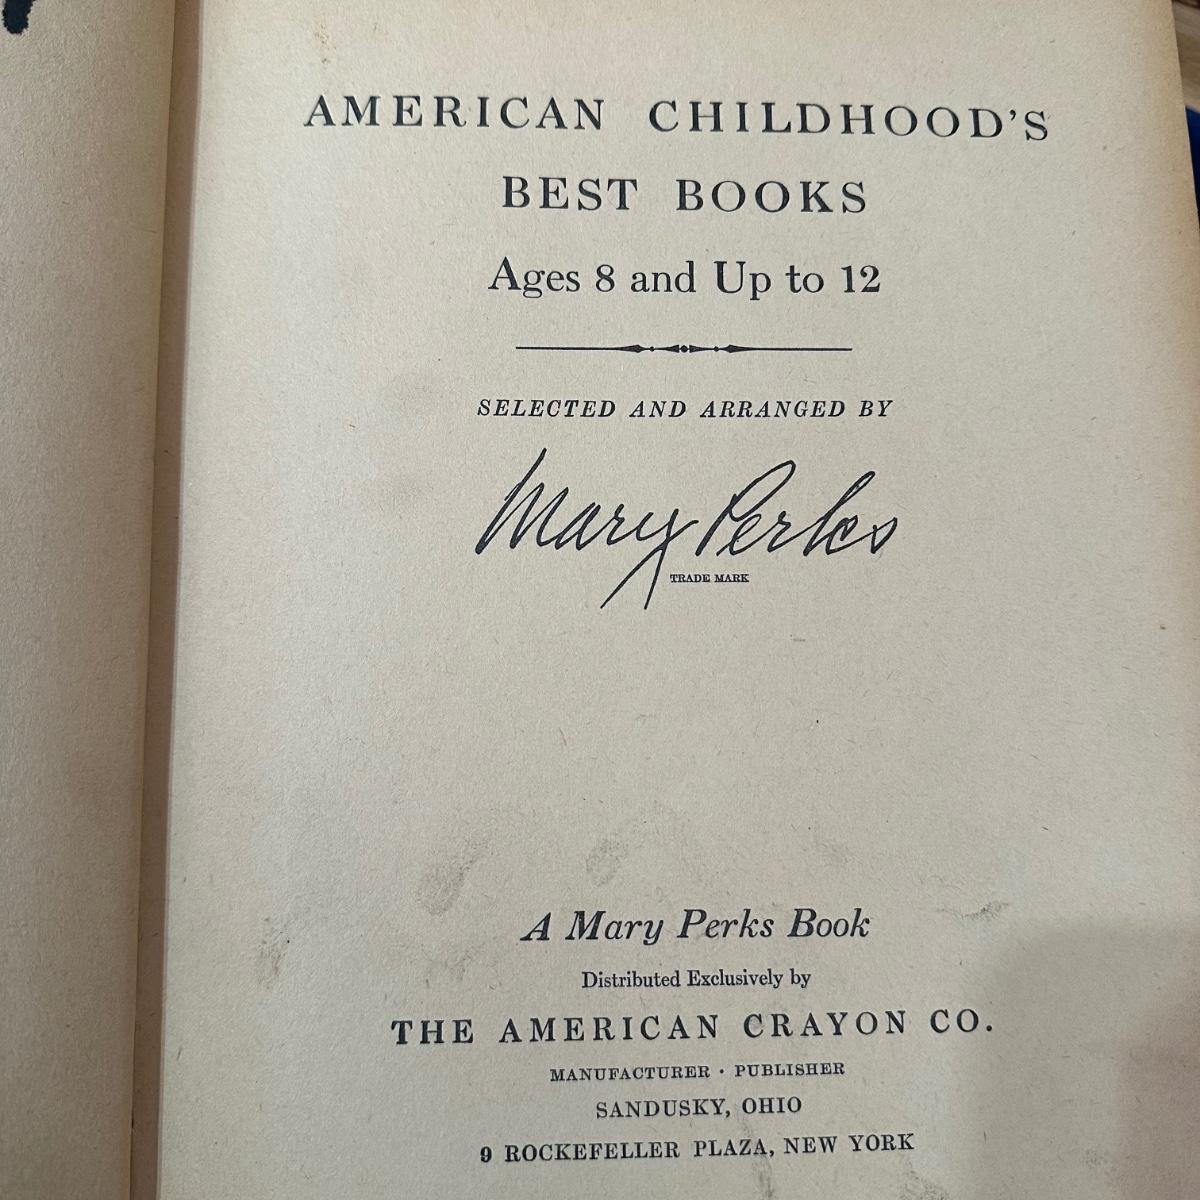 AMERICAN CHILDHOOD'S
BEST BOOKS
Ages 8 and Up to 12
SELECTED AND ARRANGED BY
Mary Perks
TRADE MARK
A Mary Perks Book
Distributed Exclusively by
THE AMERICAN CRAYON CO.
MANUFACTURER · PUBLISHER
SANDUSKY, OHIO
9 ROCKEFELLER PLAZA, NEW YORK